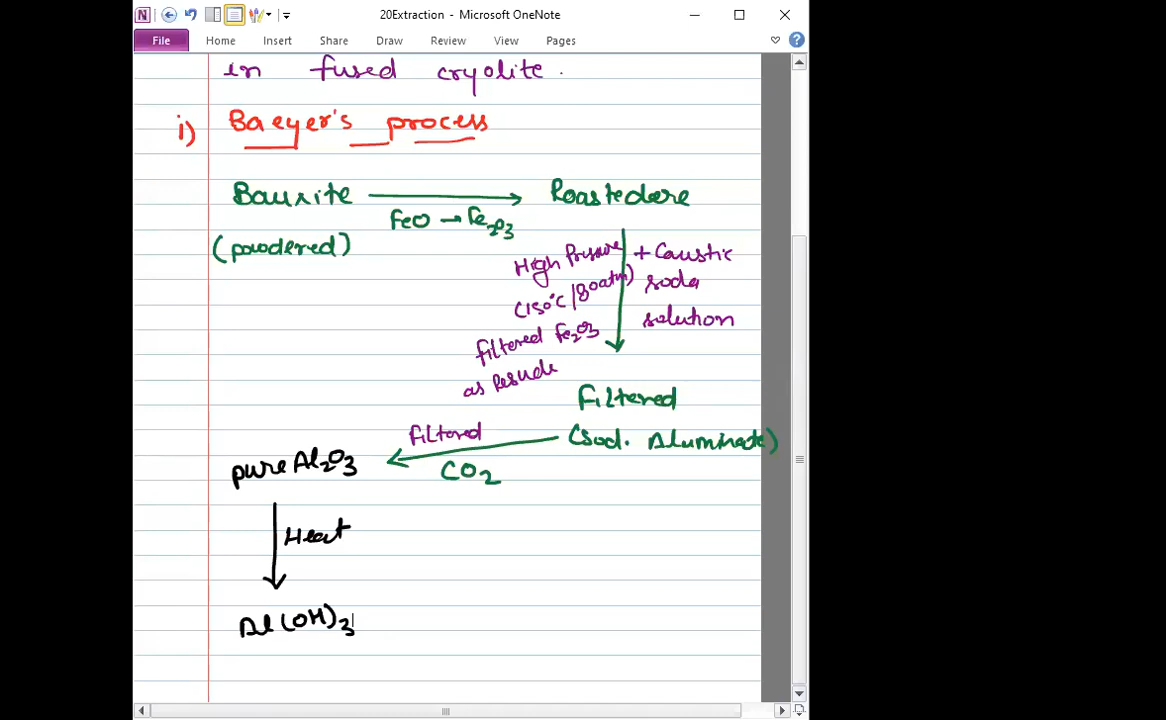 20Extraction - Microsoft OneNote
File Home Insert Share Draw Review View Pages
in fused cryolite.
i) Baeyer's process
Bauxite
FeO → Fe2O3
(powdered)
Roastedore
High Pressure
(150°C/80atm)
filtered Fe2O3
as Residue
+ Caustic
soda
solution
Filtered
(Sod. Aluminate)
filtered
CO2
pure Al2O3
Heat
Al(OH)3